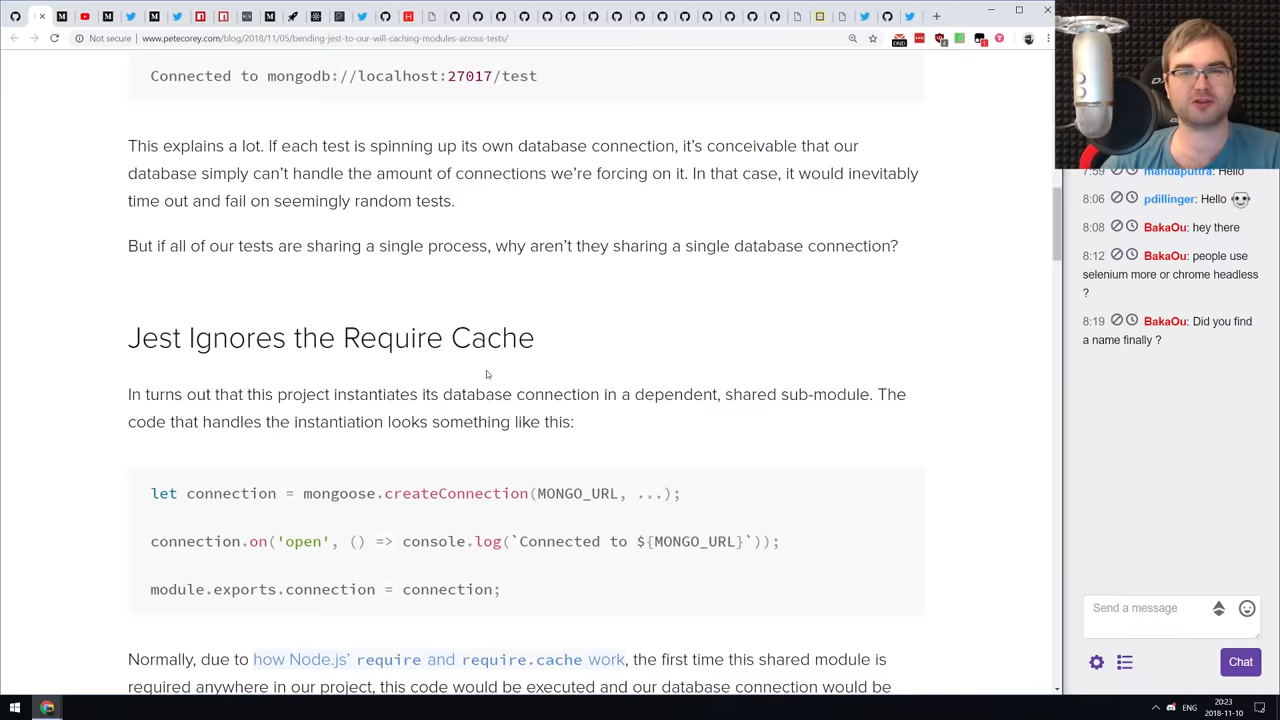 Not secure
www.petecorey.com/blog/2018/11/05/bending-jest-to-our-will-caching-modules-across-tests/
Connected to mongodb://localhost:27017/test
This explains a lot. If each test is spinning up its own database connection, it's conceivable that our
database simply can't handle the amount of connections we're forcing on it. In that case, it would inevitably
time out and fail on seemingly random tests.
But if all of our tests are sharing a single process, why aren't they sharing a single database connection?
Jest Ignores the Require Cache
In turns out that this project instantiates its database connection in a dependent, shared sub-module. The
code that handles the instantiation looks something like this:
let connection = mongoose.createConnection(MONGO_URL, ...);
connection.on('open', () => console.log(`Connected to ${MONGO_URL}`));
module.exports.connection = connection;
Normally, due to how Node.js' require and require.cache work, the first time this shared module is
required anywhere in our project, this code would be executed and our database connection would be
7:59 mandaputtra: Hello
8:06 pdillinger: Hello
8:08 BakaOu: hey there
8:12 BakaOu: people use
selenium more or chrome headless
?
8:19 BakaOu: Did you find
a name finally ?
Send a message
Chat
ENG
20:23
2018-11-10